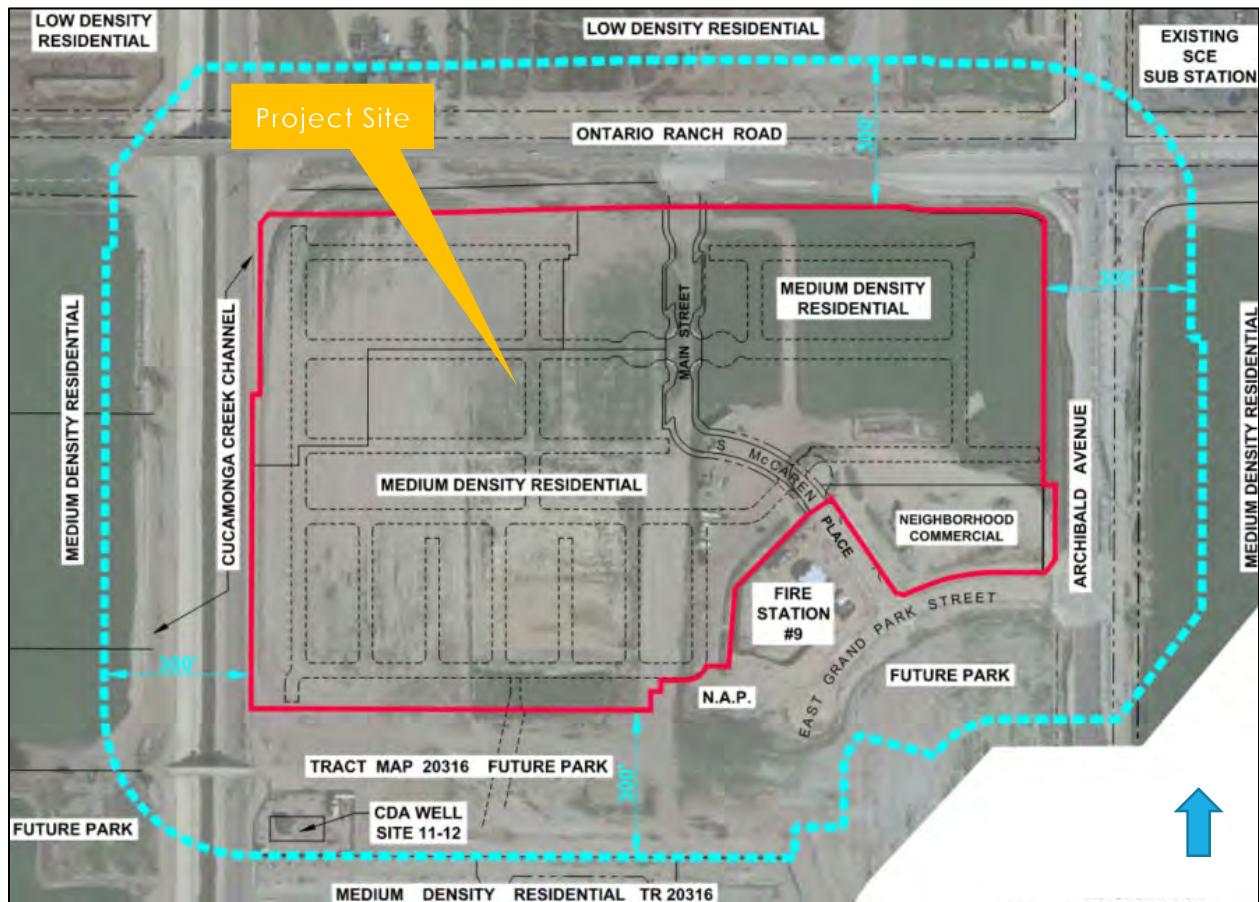 LOW DENSITY
RESIDENTIAL
LOW DENSITY RESIDENTIAL
EXISTING
SCE
SUB STATION
Project Site
ONTARIO RANCH ROAD
300'
MEDIUM DENSITY
RESIDENTIAL
300'
MAIN STREET
CUCAMONGA CREEK CHANNEL
MEDIUM DENSITY RESIDENTIAL
ARCHIBALD AVENUE
MEDIUM DENSITY RESIDENTIAL
S McCAREN PLACE
MEDIUM DENSITY RESIDENTIAL
NEIGHBORHOOD
COMMERCIAL
FIRE
STATION
#9
EAST GRAND PARK STREET
300'
FUTURE PARK
N.A.P.
TRACT MAP 20316 FUTURE PARK
300'
CDA WELL
SITE 11-12
FUTURE PARK
MEDIUM DENSITY RESIDENTIAL TR 20316